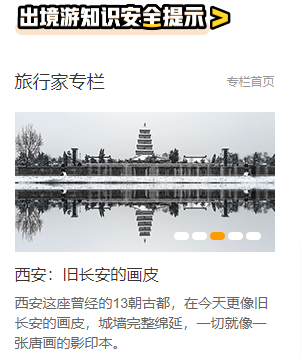 出境游知识安全提示 >
旅行家专栏
专栏首页
西安：旧长安的画皮
西安这座曾经的13朝古都，在今天更像旧
长安的画皮，城墙完整绵延，一切就像一
张唐画的影印本。